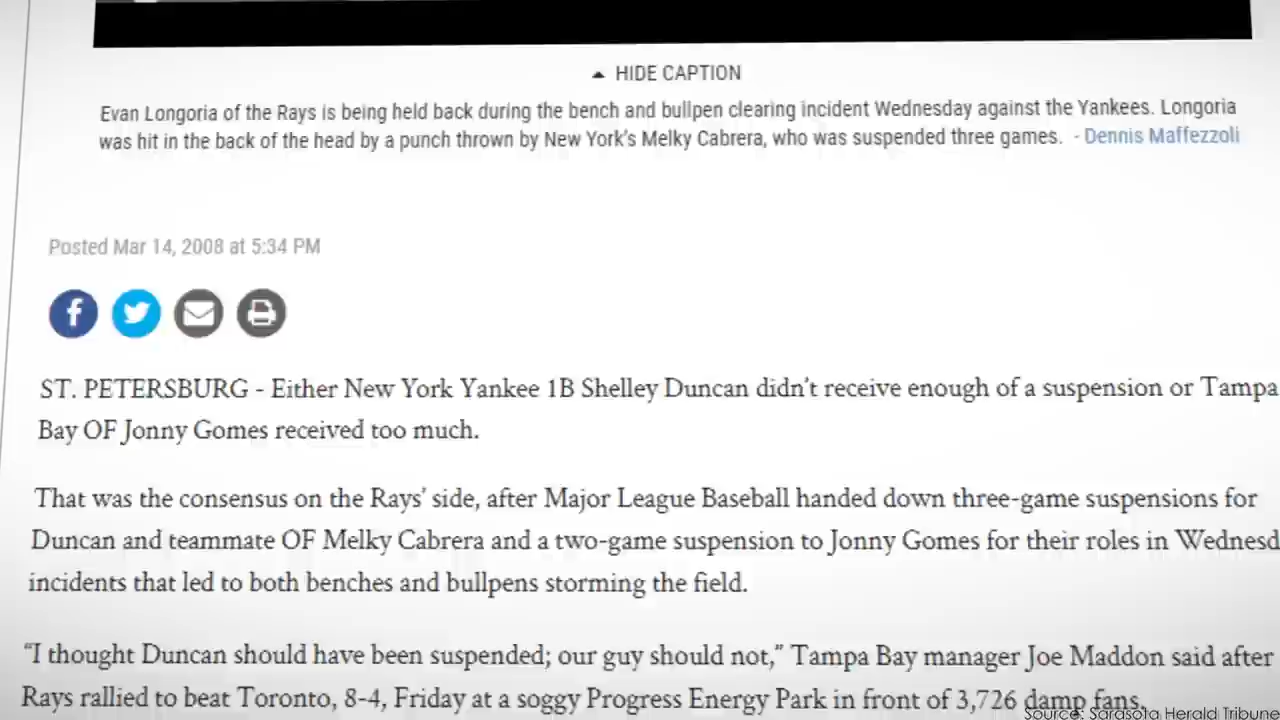 HIDE CAPTION
Evan Longoria of the Rays is being held back during the bench and bullpen clearing incident Wednesday against the Yankees. Longoria
was hit in the back of the head by a punch thrown by New York's Melky Cabrera, who was suspended three games. - Dennis Maffezzoli
Posted Mar 14, 2008 at 5:34 PM
ST. PETERSBURG - Either New York Yankee 1B Shelley Duncan didn't receive enough of a suspension or Tampa
Bay OF Jonny Gomes received too much.
That was the consensus on the Rays' side, after Major League Baseball handed down three-game suspensions for
Duncan and teammate OF Melky Cabrera and a two-game suspension to Jonny Gomes for their roles in Wednesd
incidents that led to both benches and bullpens storming the field.
"I thought Duncan should have been suspended; our guy should not," Tampa Bay manager Joe Maddon said after
Rays rallied to beat Toronto, 8-4, Friday at a soggy Progress Energy Park in front of 3,726 damp fans.
Source: Sarasota Herald Tribune